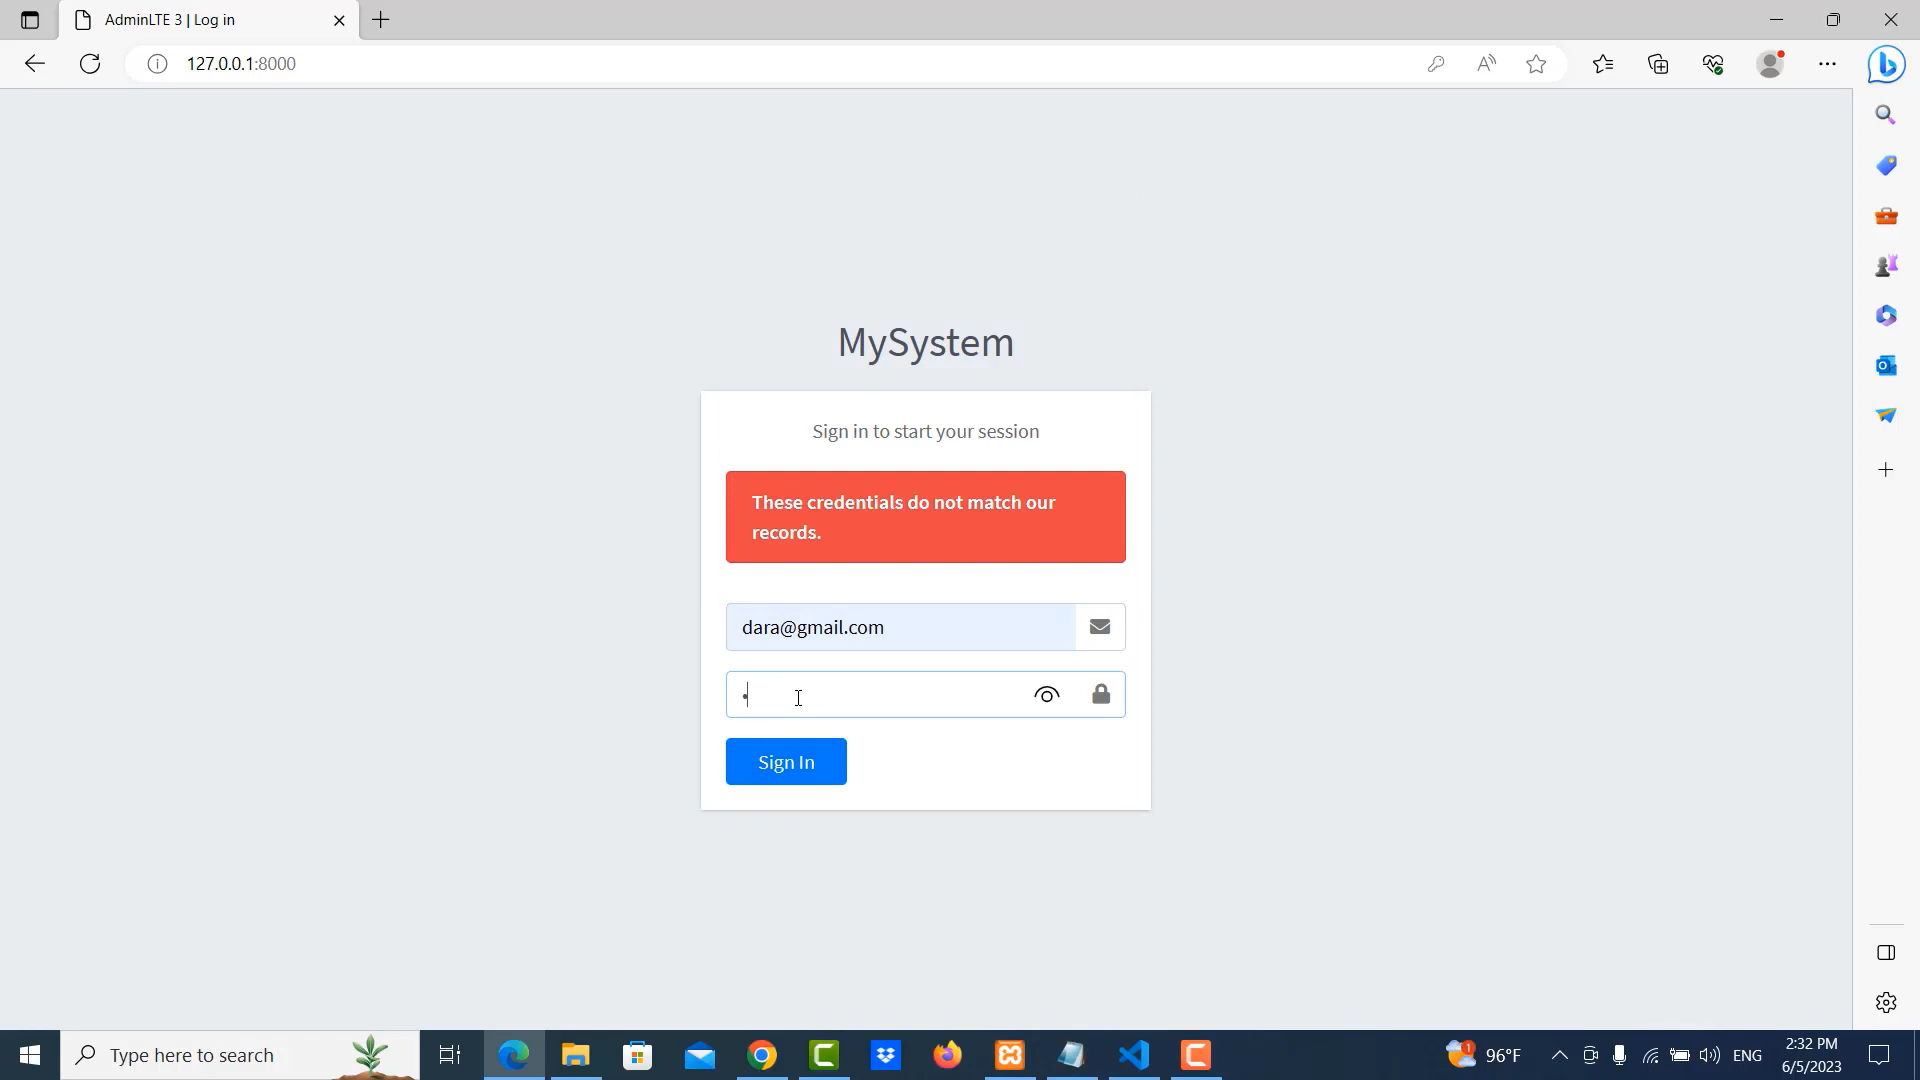 AdminLTE 3 | Log in
127.0.0.1:8000
MySystem
Sign in to start your session
These credentials do not match our
records.
dara@gmail.com
Sign In
Type here to search
1
96°F
ENG
2:32 PM
6/5/2023